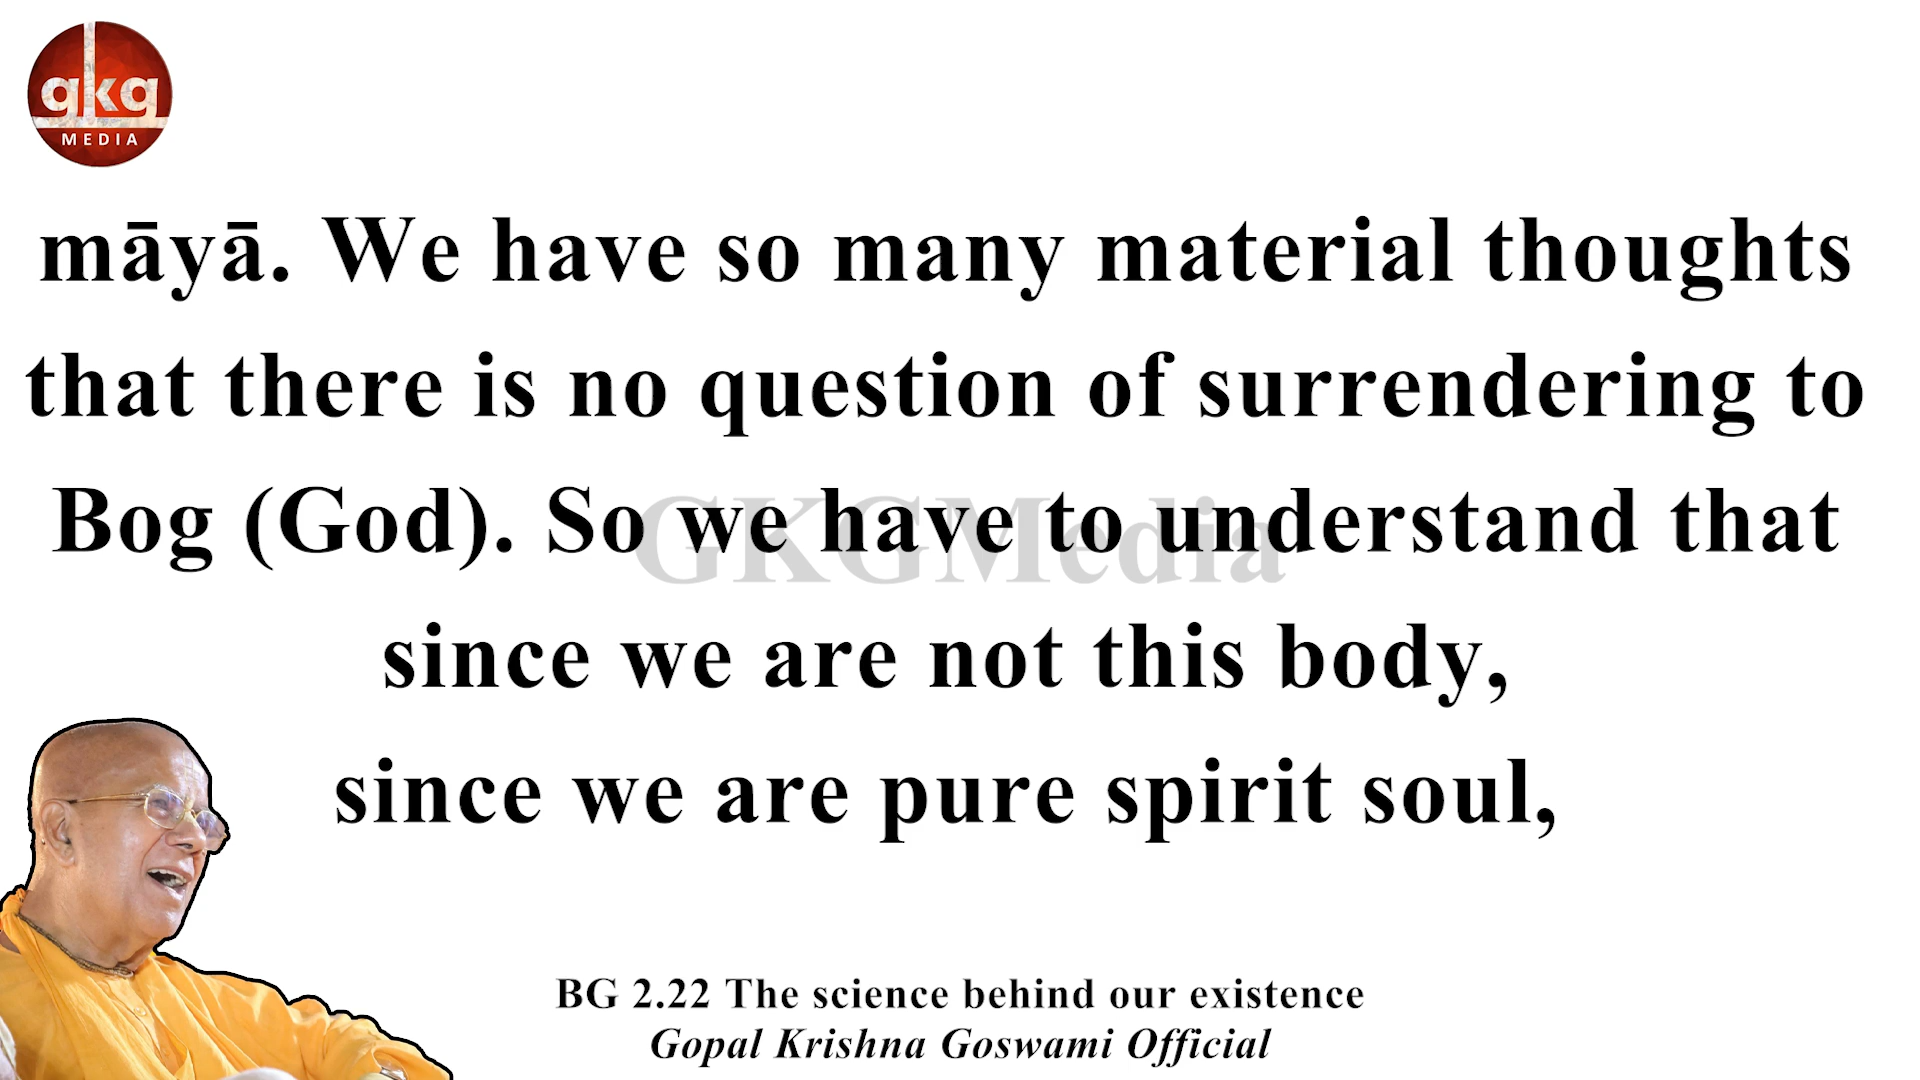 gkg
MEDIA
māyā. We have so many material thoughts
that there is no question of surrendering to
Bog (God). So we have to understand that
GKGMedia
since we are not this body,
since we are pure spirit soul,
BG 2.22 The science behind our existence
Gopal Krishna Goswami Official